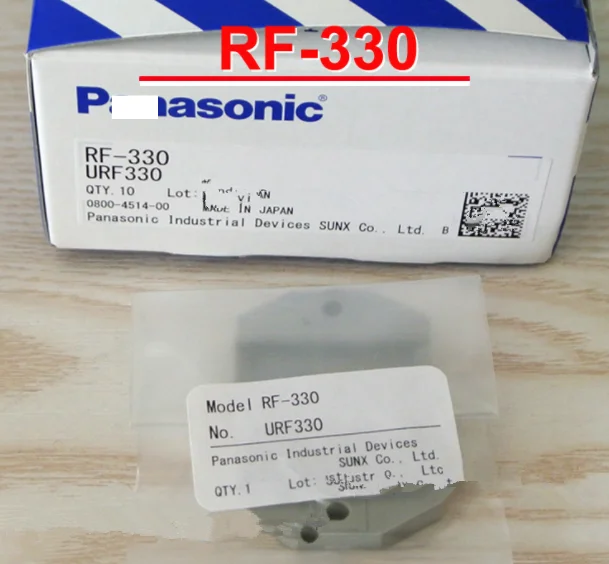 RF-330
Panasonic®
RF-330
URF330
QTY. 10 Lot:
0800-4514-00 IN JAPAN
Panasonic Industrial Devices SUNX Co., Ltd. B
Model RF-330
No. URF330
Panasonic Industrial Devices
SUNX Co., Ltd.
QTY. 1 Lot: